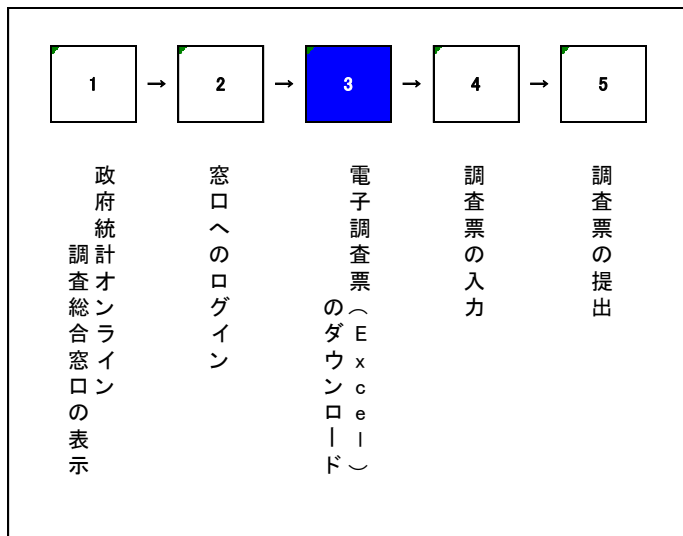 1 → 2 → 3 → 4 → 5
政府統計オンライン
調査総合窓口の表示
窓口へのログイン
電子調査票（Excel）
のダウンロード
調査票の入力
調査票の提出